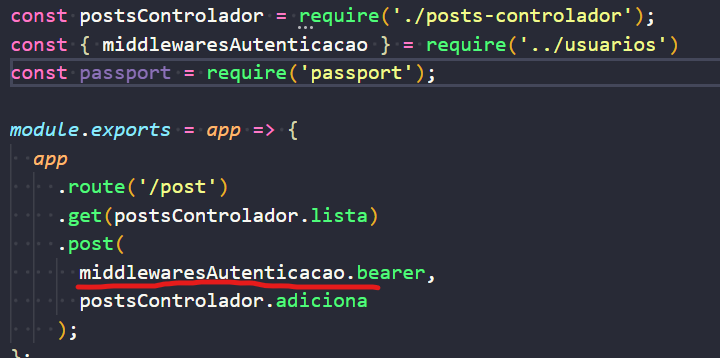 const postsControlador = require('./posts-controlador');
const { middlewaresAutenticacao } = require('../usuarios')
const passport = require('passport');
module.exports = app => {
app
.route('/post')
.get(postsControlador.lista)
.post(
middlewaresAutenticacao.bearer,
postsControlador.adiciona
);
};